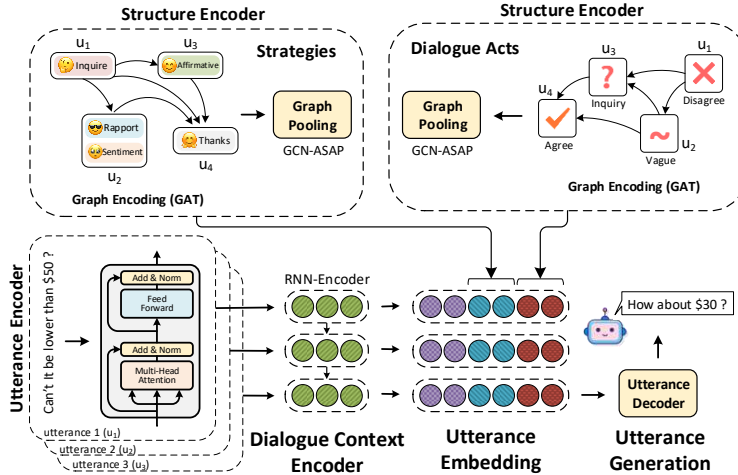 Structure Encoder
u1
u3
Inquire
Affirmative
Strategies
Rapport
Sentiment
Thanks
u2
u4
Graph
Pooling
GCN-ASAP
Graph Encoding (GAT)
Structure Encoder
Dialogue Acts
u3
u1
u4
Inquiry
Disagree
Graph
Pooling
GCN-ASAP
Agree
Vague
u2
Graph Encoding (GAT)
Utterance Encoder
Can't It be lower than $50 ?
Add & Norm
Feed
Forward
Add & Norm
Multi-Head
Attention
utterance 1 (u1)
utterance 2 (u2)
utterance 3 (u3)
RNN-Encoder
Dialogue Context
Encoder
Utterance
Embedding
How about $30 ?
Utterance
Decoder
Utterance
Generation